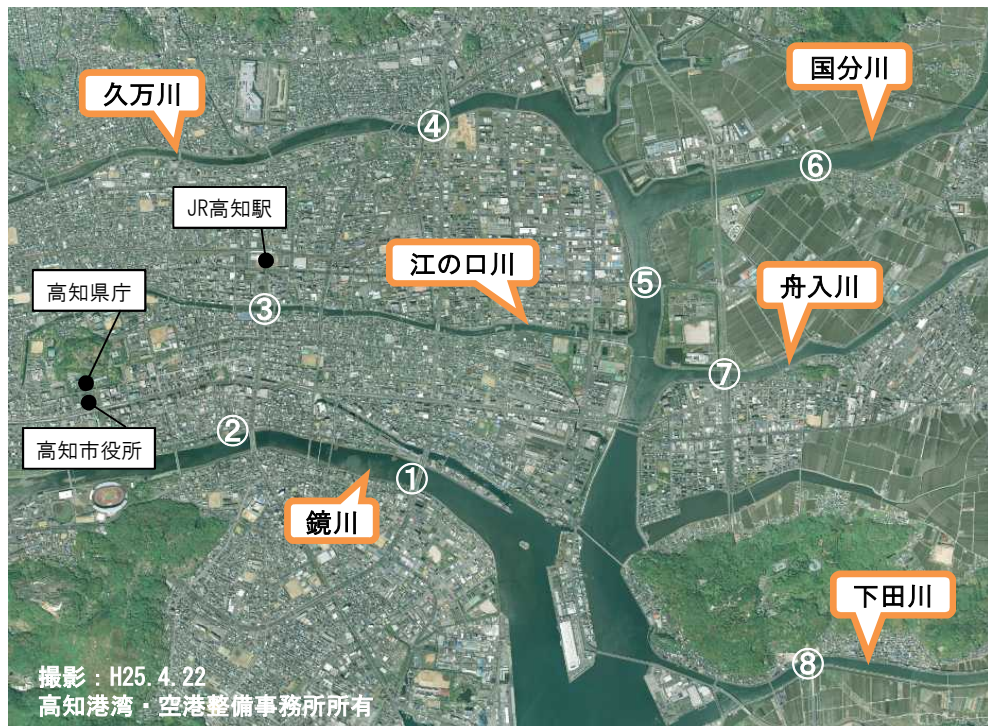 久万川
国分川
④
⑥
JR高知駅
江の口川
高知県庁
③
⑤
舟入川
⑦
高知市役所
②
①
鏡川
下田川
⑧
撮影：H25.4.22
高知港湾・空港整備事務所所有